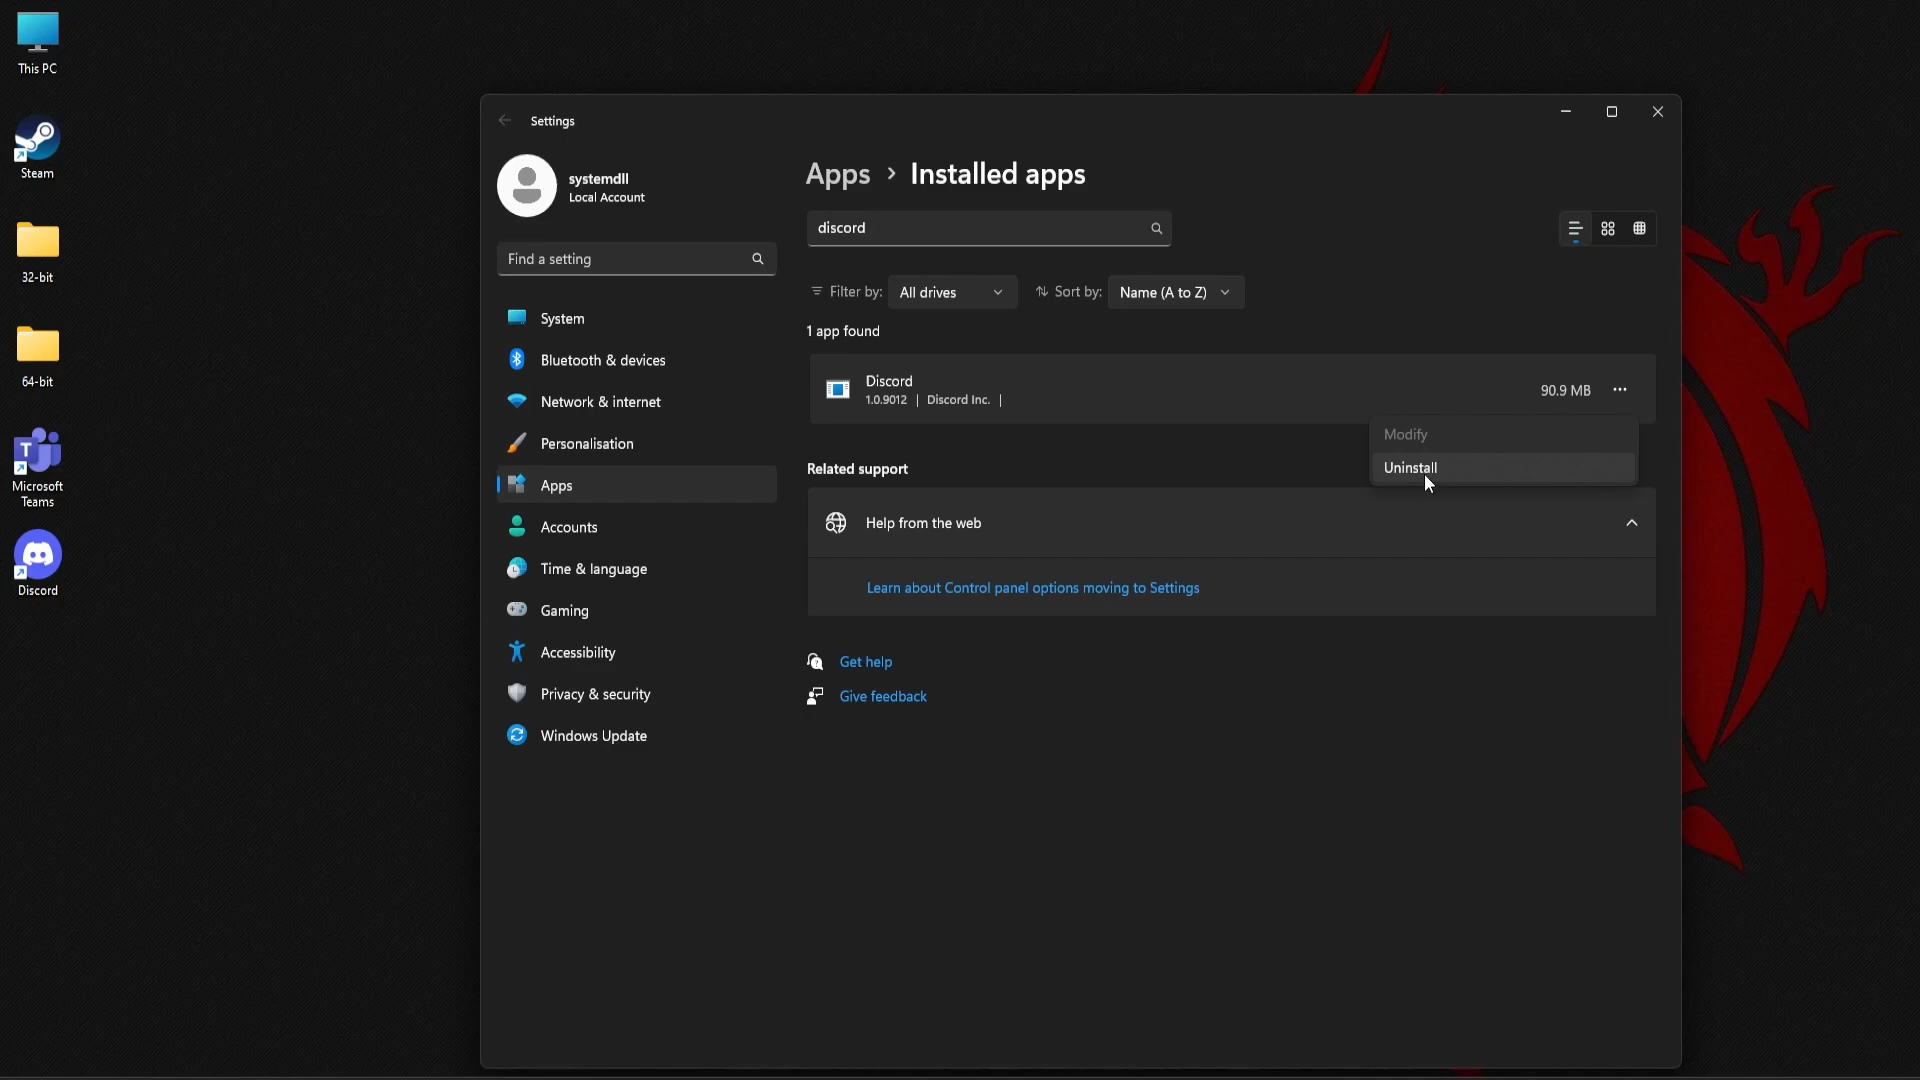 This PC
Steam
32-bit
64-bit
T
Microsoft
Teams
Discord
Settings
systemdll
Local Account
Find a setting
System
Bluetooth & devices
Network & internet
Personalisation
Apps
Accounts
Time & language
Gaming
Accessibility
Privacy & security
Windows Update
Apps > Installed apps
discord
Filter by: All drives Sort by: Name (A to Z)
1 app found
Discord
1.0.9012 | Discord Inc. |
90.9 MB
Modify
Uninstall
Related support
Help from the web
Learn about Control panel options moving to Settings
Get help
Give feedback